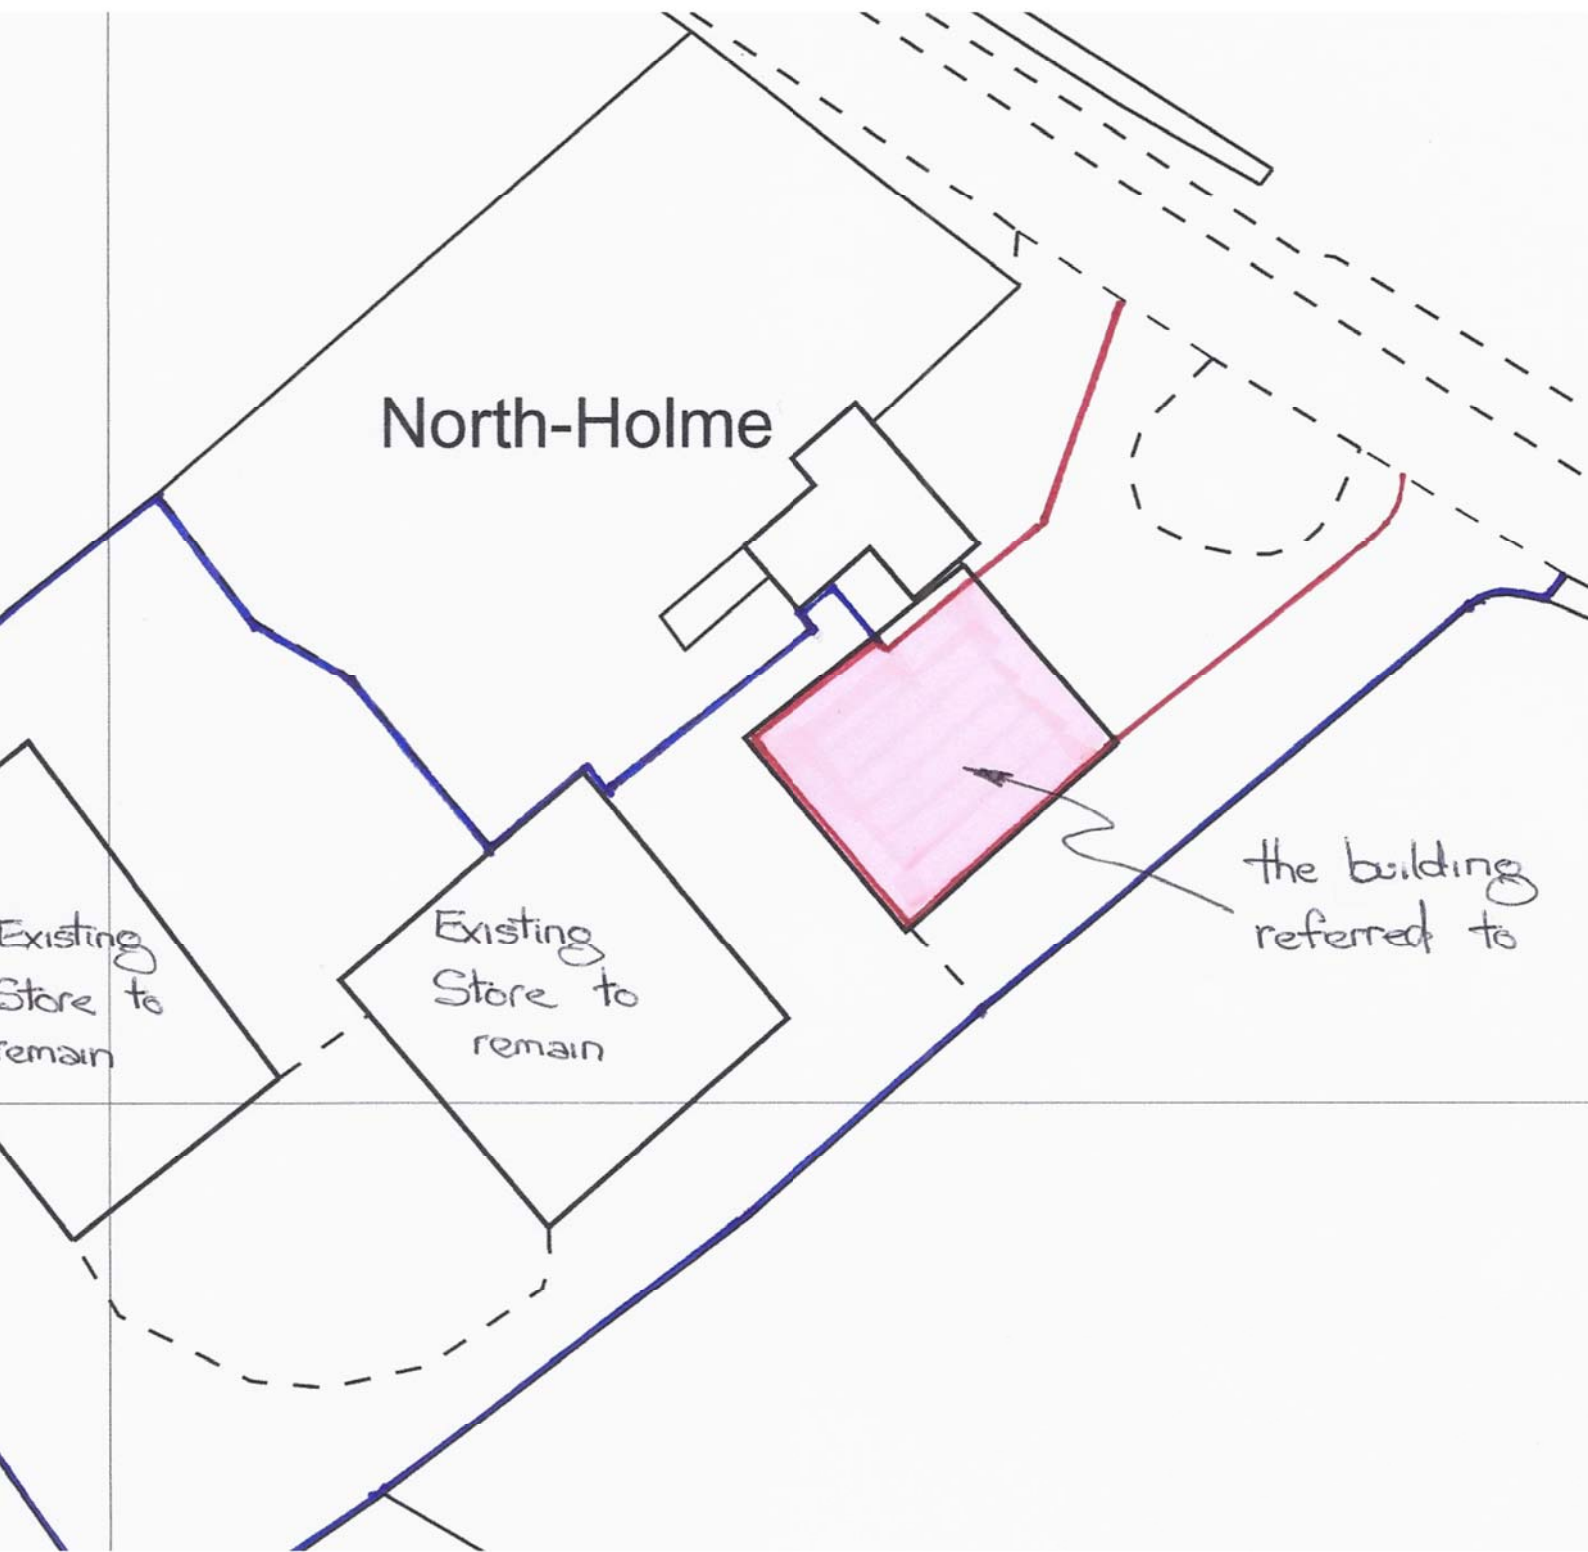 North-Holme
the building
referred to
Existing
Store to
remain
Existing
Store to
remain